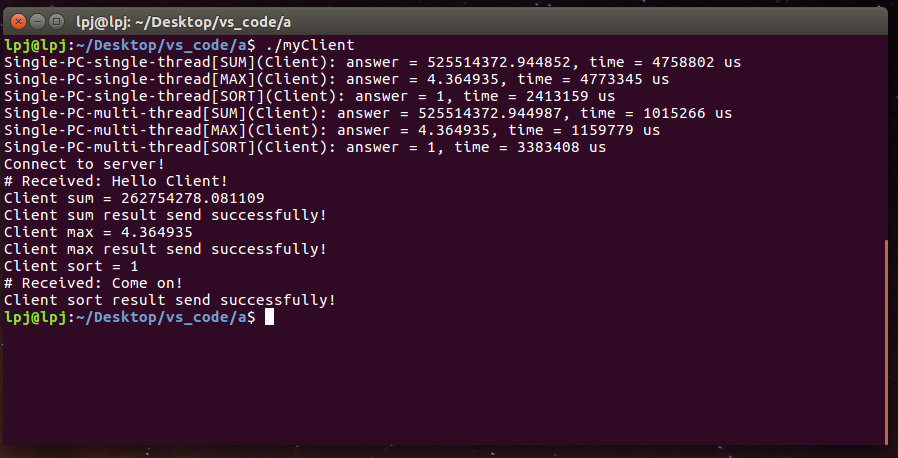 lpj@lpj: ~/Desktop/vs_code/a
lpj@lpj:~/Desktop/vs_code/a$ ./myClient
Single-PC-single-thread[SUM](Client): answer = 525514372.944852, time = 4758802 us
Single-PC-single-thread[MAX](Client): answer = 4.364935, time = 4773345 us
Single-PC-single-thread[SORT](Client): answer = 1, time = 2413159 us
Single-PC-multi-thread[SUM](Client): answer = 525514372.944987, time = 1015266 us
Single-PC-multi-thread[MAX](Client): answer = 4.364935, time = 1159779 us
Single-PC-multi-thread[SORT](Client): answer = 1, time = 3383408 us
Connect to server!
# Received: Hello Client!
Client sum = 262754278.081109
Client sum result send successfully!
Client max = 4.364935
Client max result send successfully!
Client sort = 1
# Received: Come on!
Client sort result send successfully!
lpj@lpj:~/Desktop/vs_code/a$